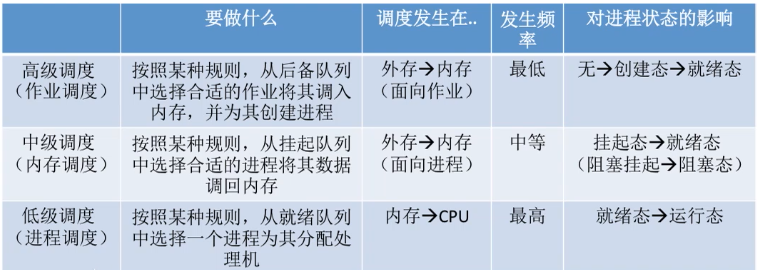 要做什么
调度发生在..
发生频
率
对进程状态的影响
高级调度
（作业调度）
按照某种规则，从后备队列
中选择合适的作业将其调入
内存，并为其创建进程
外存→内存
（面向作业）
最低
无→创建态→就绪态
中级调度
（内存调度）
按照某种规则，从挂起队列
中选择合适的进程将其数据
调回内存
外存→内存
（面向进程）
中等
挂起态→就绪态
（阻塞挂起→阻塞态）
低级调度
（进程调度）
按照某种规则，从就绪队列
中选择一个进程为其分配处
理机
内存→CPU
最高
就绪态→运行态